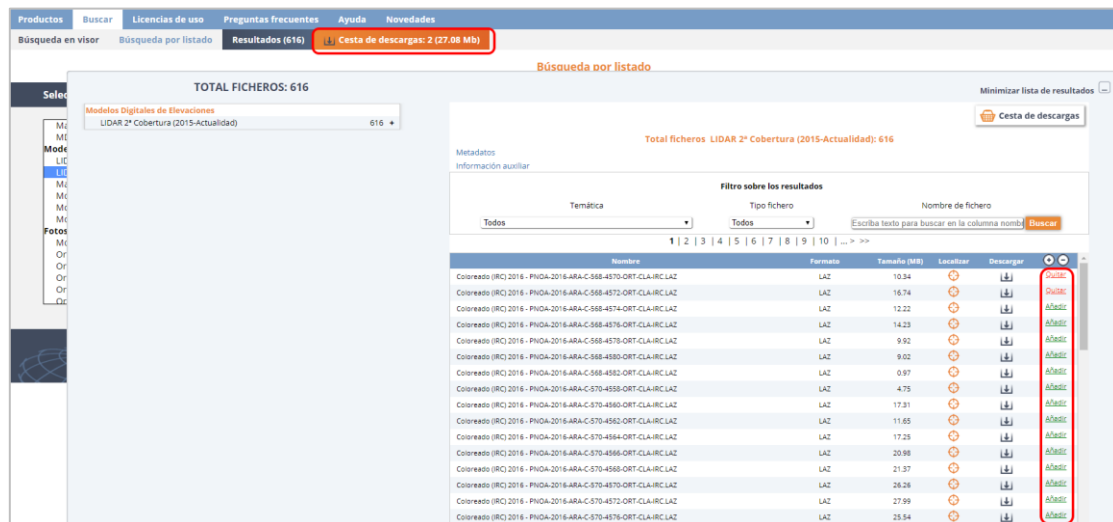 Productos Buscar Licencias de uso Preguntas frecuentes Ayuda Novedades
Búsqueda en visor Búsqueda por listado Resultados (616) Cesta de descargas: 2 (27.08 Mb)
Búsqueda por listado
Minimizar lista de resultados
TOTAL FICHEROS: 616
Modelos Digitales de Elevaciones
LIDAR 2ª Cobertura (2015-Actualidad) 616 +
Cesta de descargas
Total ficheros LIDAR 2ª Cobertura (2015-Actualidad): 616
Metadatos
Información auxiliar
Filtro sobre los resultados
Temática Tipo fichero Nombre de fichero
Todos Todos Escriba texto para buscar en la columna nomb Buscar
1 | 2 | 3 | 4 | 5 | 6 | 7 | 8 | 9 | 10 | ... > >>
Nombre Formato Tamaño (MB) Localizar Descargar
Coloreado (IRC) 2016 - PNOA-2016-ARA-C-568-4570-ORT-CLA-IRC.LAZ LAZ 10.34 Quitar
Coloreado (IRC) 2016 - PNOA-2016-ARA-C-568-4572-ORT-CLA-IRC.LAZ LAZ 16.74 Quitar
Coloreado (IRC) 2016 - PNOA-2016-ARA-C-568-4574-ORT-CLA-IRC.LAZ LAZ 12.22 Añadir
Coloreado (IRC) 2016 - PNOA-2016-ARA-C-568-4576-ORT-CLA-IRC.LAZ LAZ 14.23 Añadir
Coloreado (IRC) 2016 - PNOA-2016-ARA-C-568-4578-ORT-CLA-IRC.LAZ LAZ 9.92 Añadir
Coloreado (IRC) 2016 - PNOA-2016-ARA-C-568-4580-ORT-CLA-IRC.LAZ LAZ 9.02 Añadir
Coloreado (IRC) 2016 - PNOA-2016-ARA-C-568-4582-ORT-CLA-IRC.LAZ LAZ 0.97 Añadir
Coloreado (IRC) 2016 - PNOA-2016-ARA-C-570-4558-ORT-CLA-IRC.LAZ LAZ 4.75 Añadir
Coloreado (IRC) 2016 - PNOA-2016-ARA-C-570-4560-ORT-CLA-IRC.LAZ LAZ 17.31 Añadir
Coloreado (IRC) 2016 - PNOA-2016-ARA-C-570-4562-ORT-CLA-IRC.LAZ LAZ 11.65 Añadir
Coloreado (IRC) 2016 - PNOA-2016-ARA-C-570-4564-ORT-CLA-IRC.LAZ LAZ 17.25 Añadir
Coloreado (IRC) 2016 - PNOA-2016-ARA-C-570-4566-ORT-CLA-IRC.LAZ LAZ 20.98 Añadir
Coloreado (IRC) 2016 - PNOA-2016-ARA-C-570-4568-ORT-CLA-IRC.LAZ LAZ 21.37 Añadir
Coloreado (IRC) 2016 - PNOA-2016-ARA-C-570-4570-ORT-CLA-IRC.LAZ LAZ 26.26 Añadir
Coloreado (IRC) 2016 - PNOA-2016-ARA-C-570-4572-ORT-CLA-IRC.LAZ LAZ 27.99 Añadir
Coloreado (IRC) 2016 - PNOA-2016-ARA-C-570-4576-ORT-CLA-IRC.LAZ LAZ 25.54 Añadir